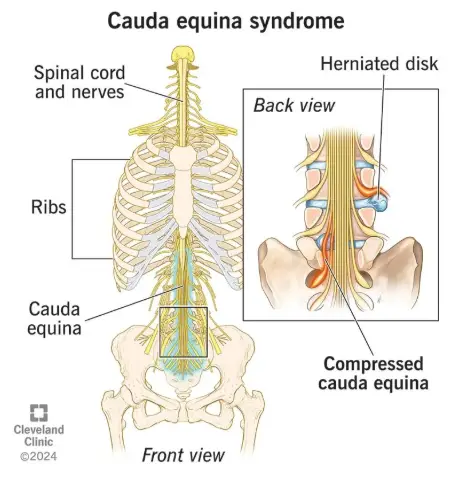 Cauda equina syndrome
Spinal cord
and nerves
Herniated disk
Back view
Ribs
Cauda
equina
Compressed
cauda equina
Cleveland
Clinic
©2024
Front view